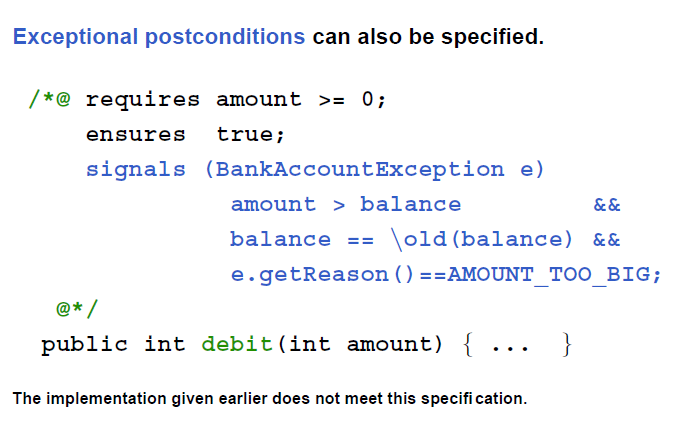 Exceptional postconditions can also be specified.
/*@ requires amount >= 0;
ensures true;
signals (BankAccountException e)
amount > balance &&
balance == \old(balance) &&
e.getReason()==AMOUNT_TOO_BIG;
@*/
public int debit(int amount) { ... }
The implementation given earlier does not meet this specification.